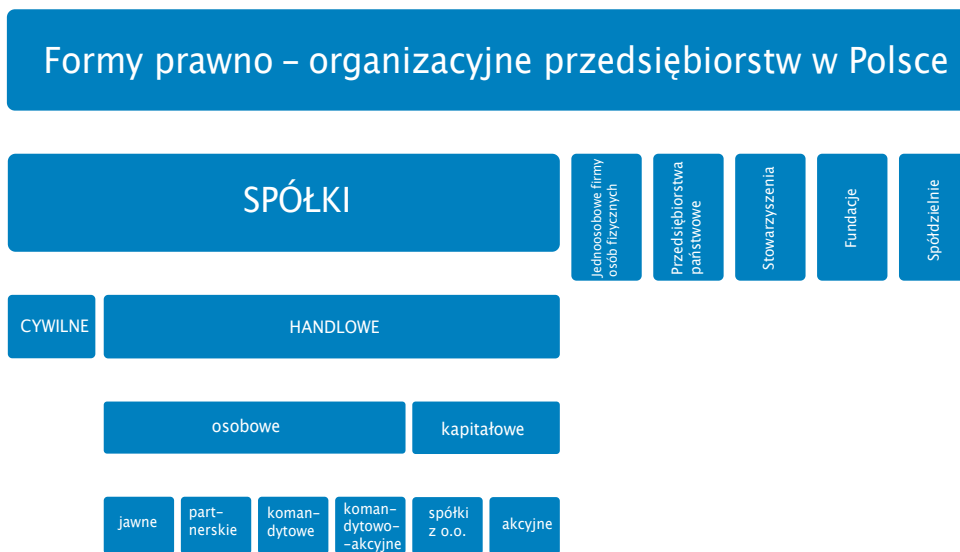 Formy prawno – organizacyjne przedsiębiorstw w Polsce
SPÓŁKI
Jednoosobowe firmy
osób fizycznych
Przedsiębiorstwa
państwowe
Stowarzyszenia
Fundacje
Spółdzielnie
CYWILNE
HANDLOWE
osobowe
kapitałowe
jawne
part-
nerskie
koman-
dytowe
koman-
dytowo-
-akcyjne
spółki
z o.o.
akcyjne